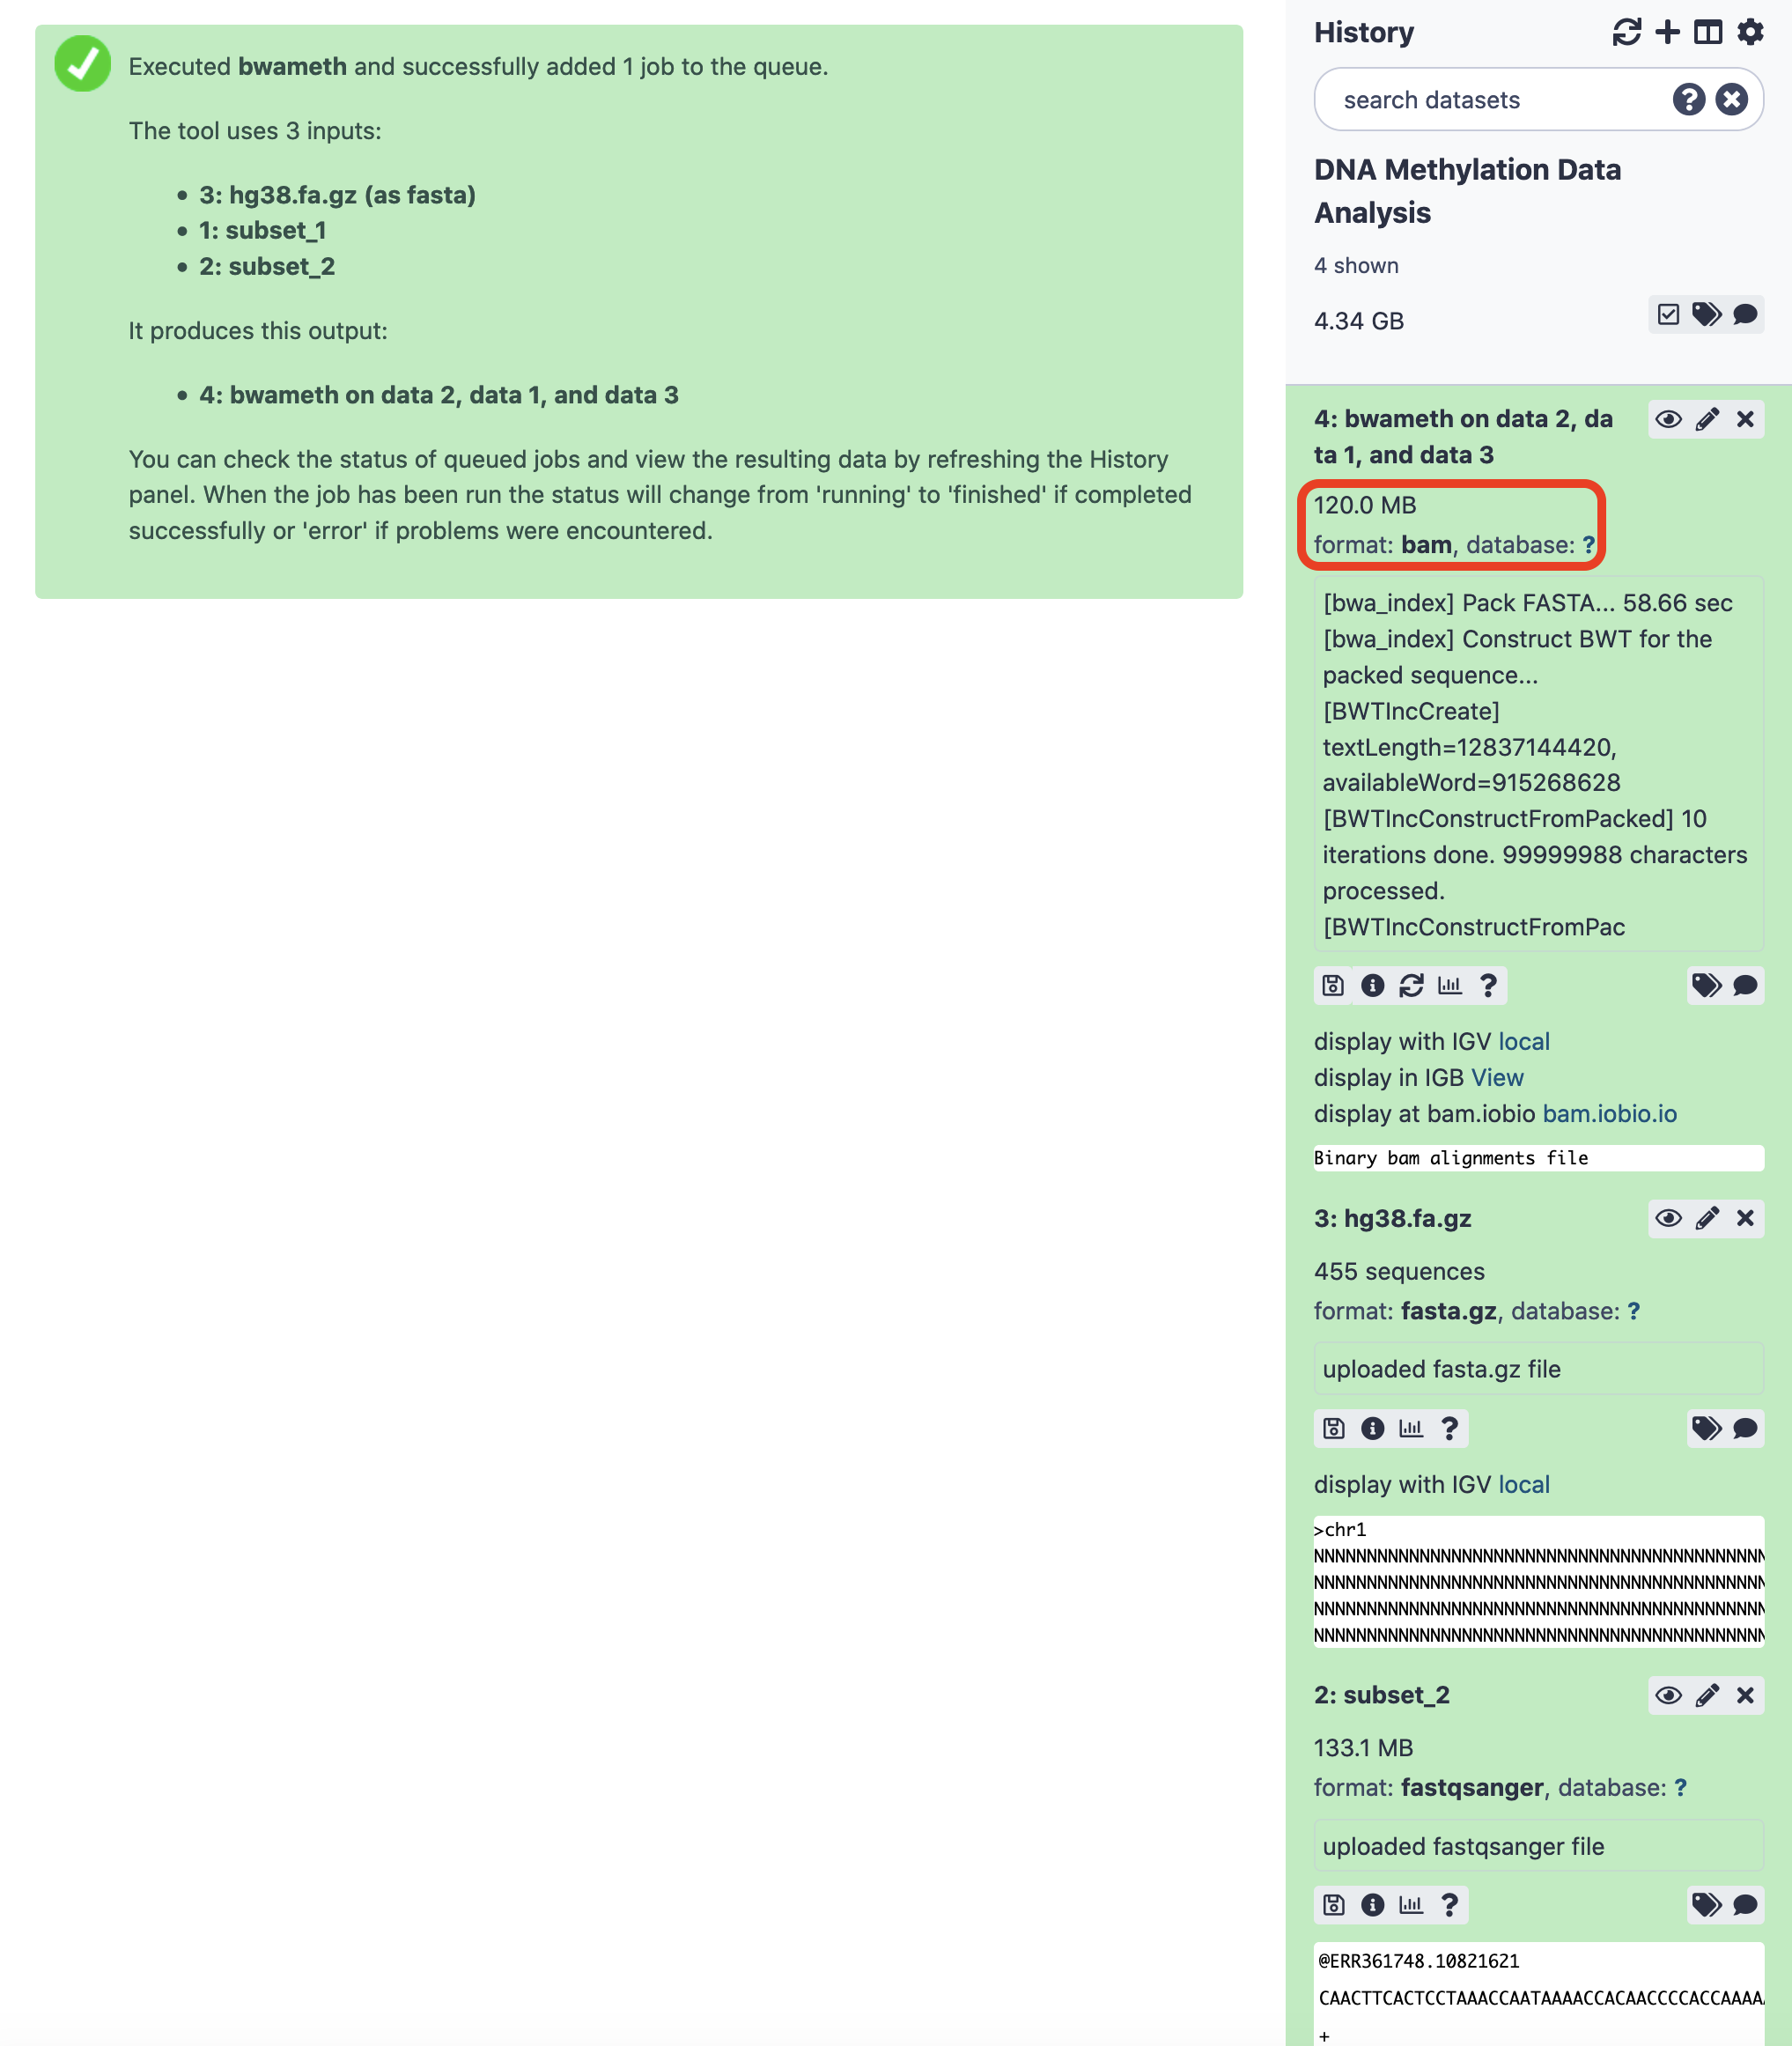 Executed bwameth and successfully added 1 job to the queue.
The tool uses 3 inputs:
• 3: hg38.fa.gz (as fasta)
• 1: subset_1
• 2: subset_2
It produces this output:
• 4: bwameth on data 2, data 1, and data 3
You can check the status of queued jobs and view the resulting data by refreshing the History
panel. When the job has been run the status will change from 'running' to 'finished' if completed
successfully or 'error' if problems were encountered.
History
search datasets
DNA Methylation Data
Analysis
4 shown
4.34 GB
4: bwameth on data 2, da
ta 1, and data 3
120.0 MB
format: bam, database: ?
[bwa_index] Pack FASTA... 58.66 sec
[bwa_index] Construct BWT for the
packed sequence...
[BWTIncCreate]
textLength=12837144420,
availableWord=915268628
[BWTIncConstructFromPacked] 10
iterations done. 99999988 characters
processed.
[BWTIncConstructFromPac
display with IGV local
display in IGB View
display at bam.iobio bam.iobio.io
Binary bam alignments file
3: hg38.fa.gz
455 sequences
format: fasta.gz, database: ?
uploaded fasta.gz file
display with IGV local
>chr1
NNNNNNNNNNNNNNNNNNNNNNNNNNNNNNNNNNNNNNNNNNN
NNNNNNNNNNNNNNNNNNNNNNNNNNNNNNNNNNNNNNNNNNN
NNNNNNNNNNNNNNNNNNNNNNNNNNNNNNNNNNNNNNNNNNN
NNNNNNNNNNNNNNNNNNNNNNNNNNNNNNNNNNNNNNNNNNN
2: subset_2
133.1 MB
format: fastqsanger, database: ?
uploaded fastqsanger file
@ERR361748.10821621
CAACTTCACTCCTAAACCAATAAAACCACAACCCCACCAAAA
+